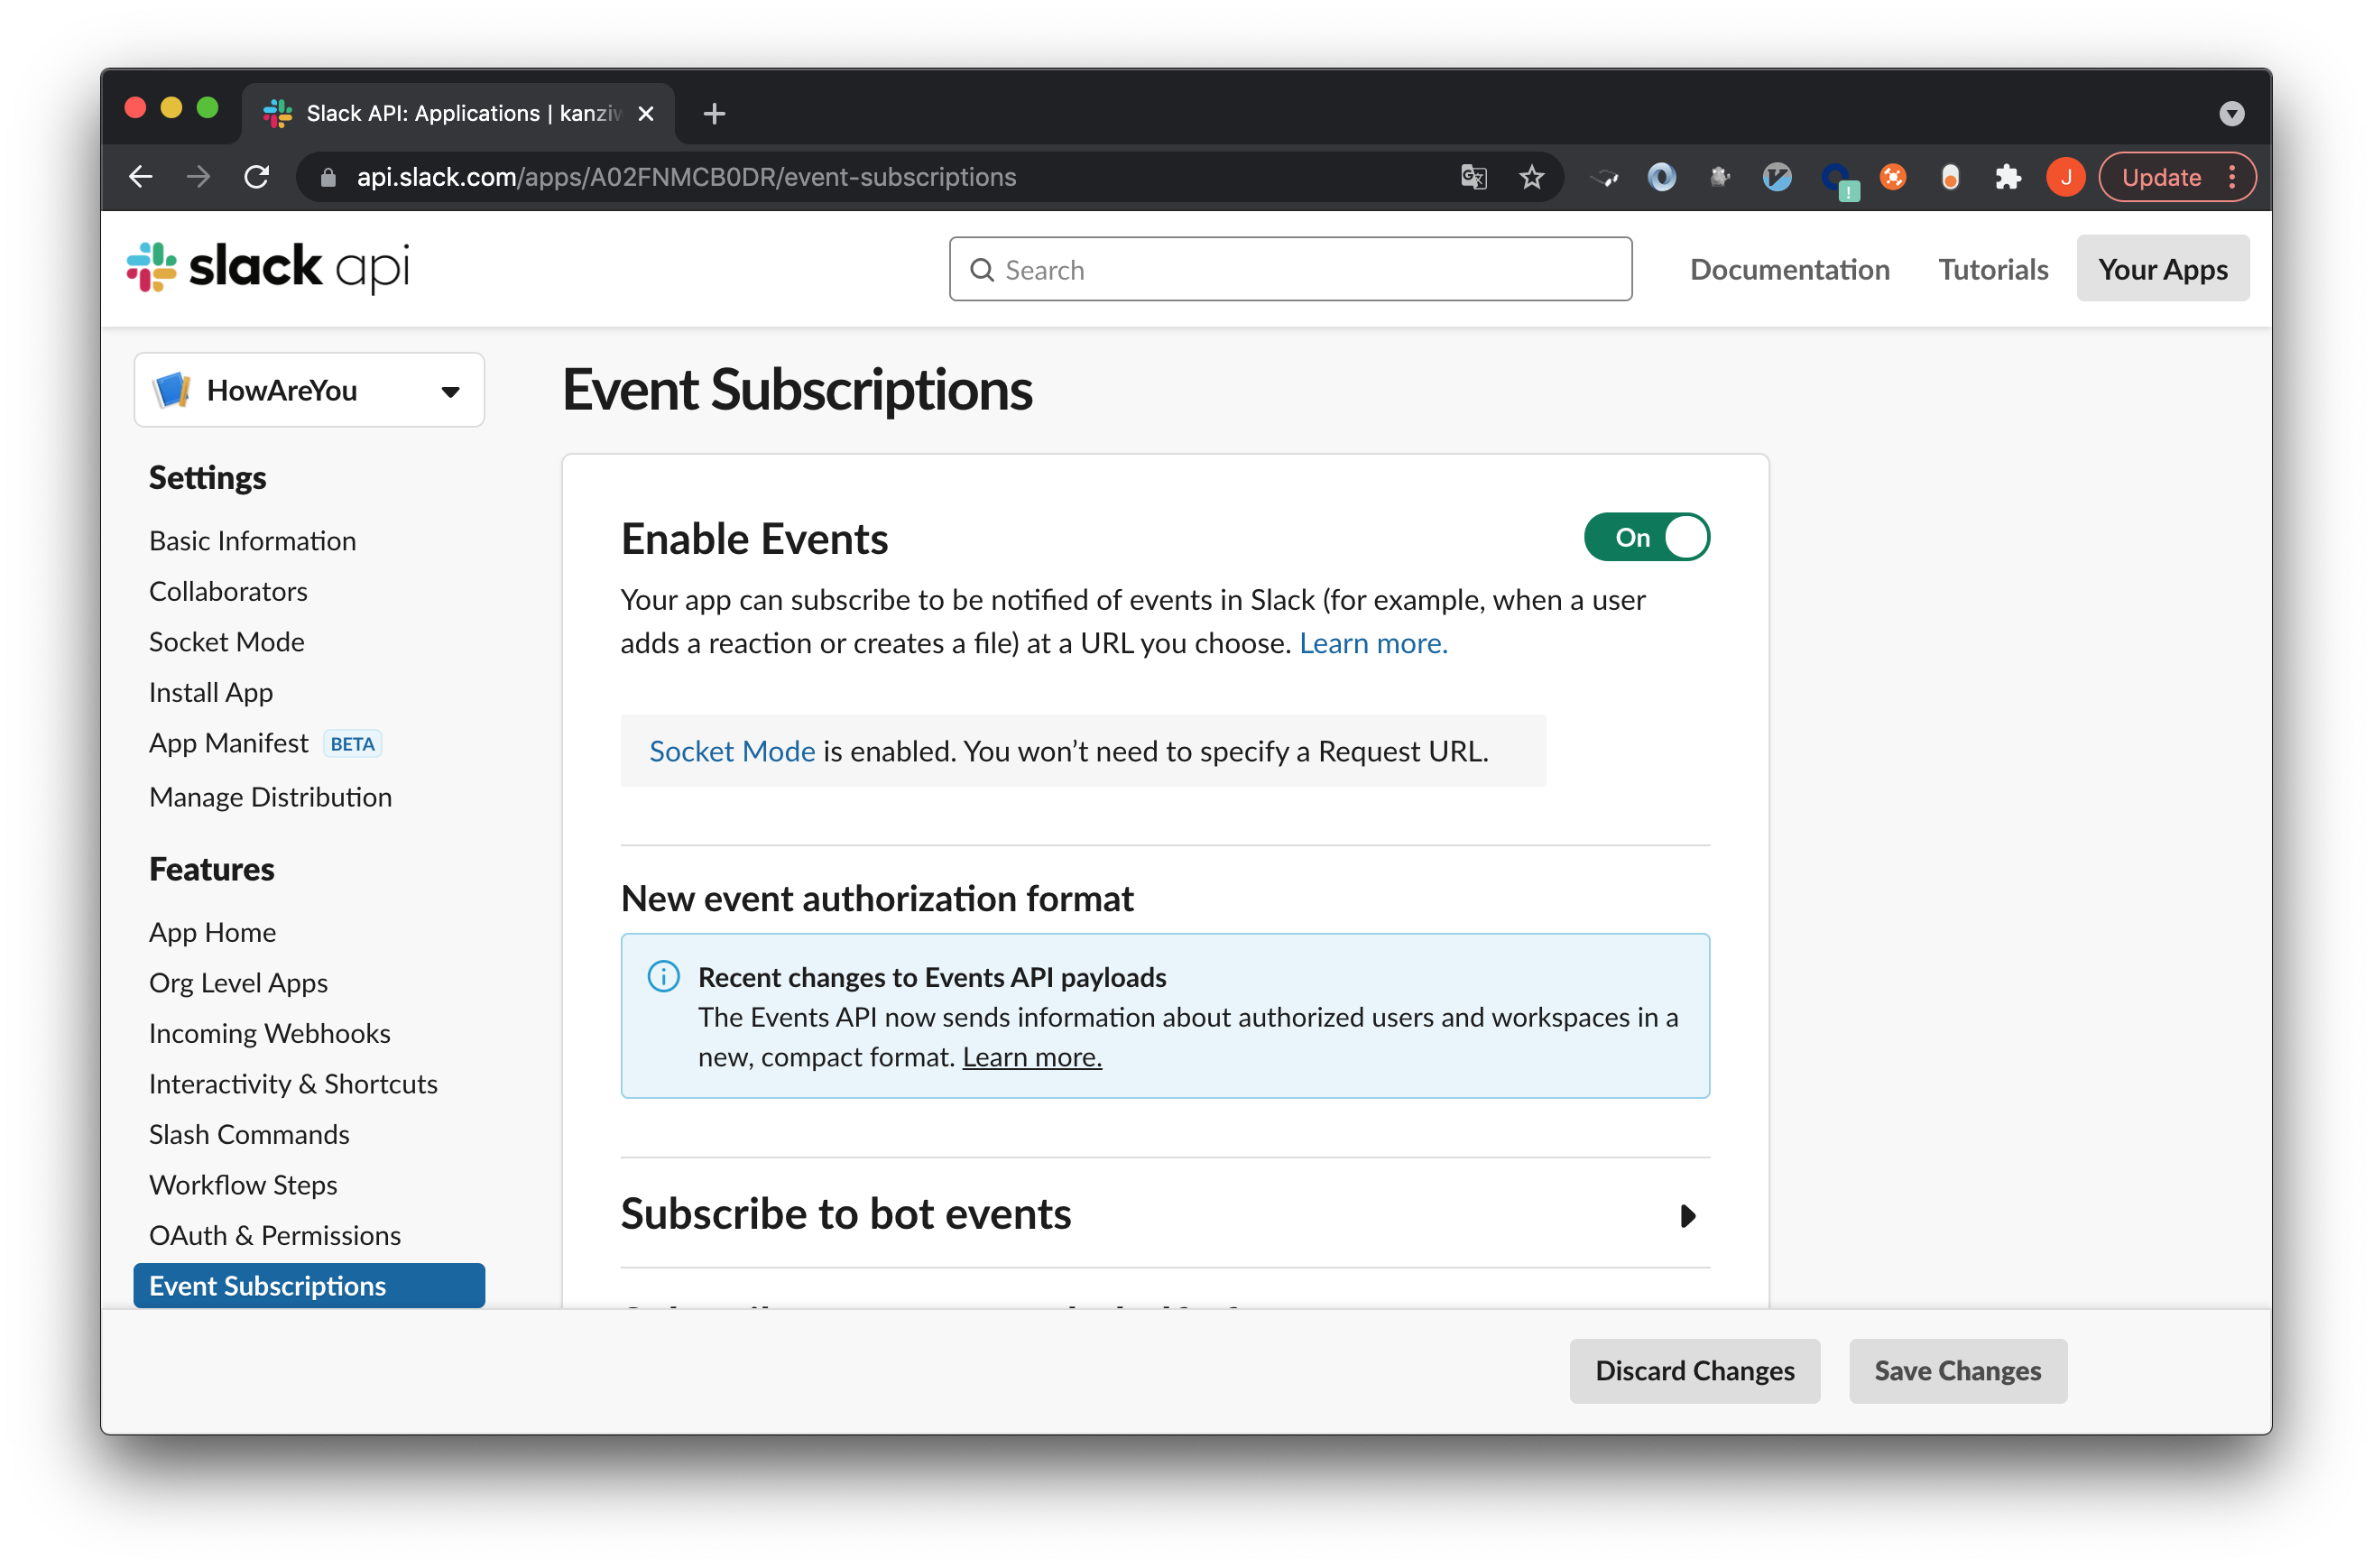 Slack API: Applications | kanziw
api.slack.com/apps/A02FNMCB0DR/event-subscriptions
J
Update
slack api
Search
Documentation
Tutorials
Your Apps
HowAreYou
Settings
Basic Information
Collaborators
Socket Mode
Install App
App Manifest BETA
Manage Distribution
Features
App Home
Org Level Apps
Incoming Webhooks
Interactivity & Shortcuts
Slash Commands
Workflow Steps
OAuth & Permissions
Event Subscriptions
Event Subscriptions
Enable Events
On
Your app can subscribe to be notified of events in Slack (for example, when a user
adds a reaction or creates a file) at a URL you choose. Learn more.
Socket Mode is enabled. You won’t need to specify a Request URL.
New event authorization format
Recent changes to Events API payloads
The Events API now sends information about authorized users and workspaces in a
new, compact format. Learn more.
Subscribe to bot events
Discard Changes
Save Changes